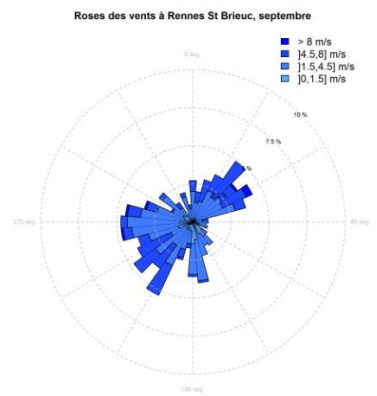 Roses des vents à Rennes St Brieuc, septembre
> 8 m/s
]4.5,8] m/s
]1.5,4.5] m/s
]0,1.5] m/s
0 deg.
10 %
7.5 %
%
270 deg.
90 deg.
180 deg.